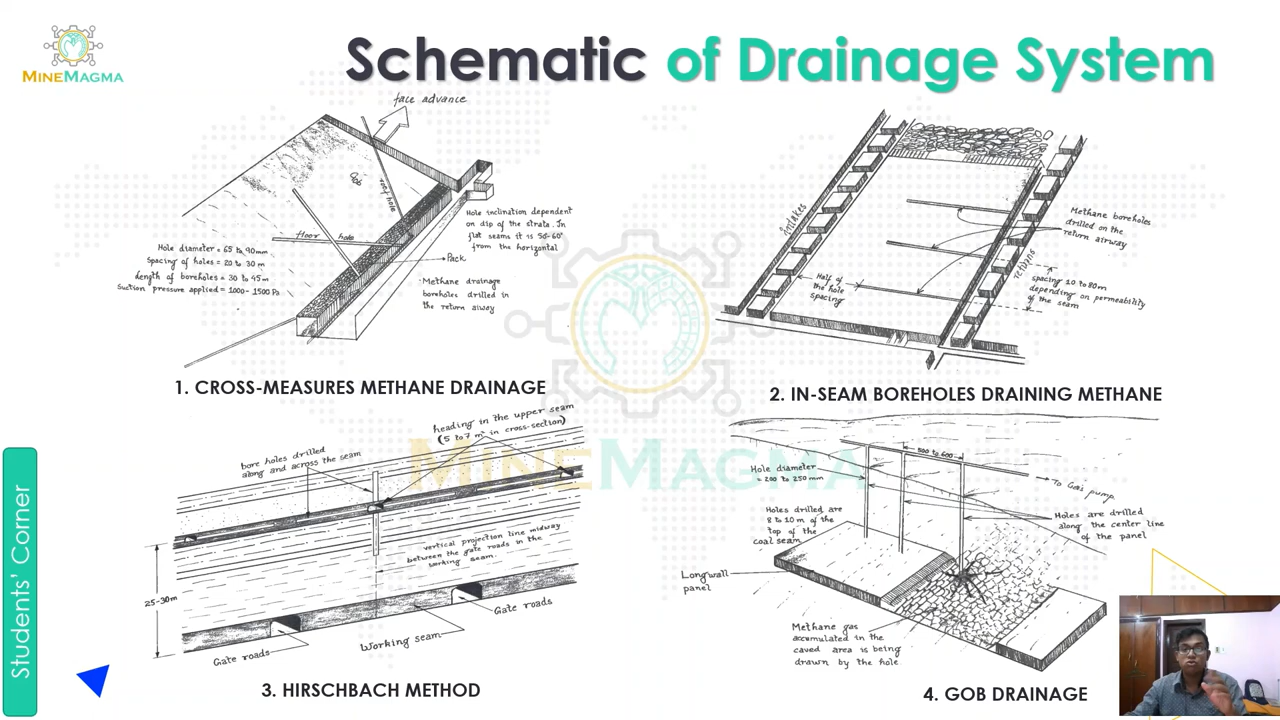 MINEMAGMA
Schematic of Drainage System
face advance
roof hole
floor hole
Hole diameter = 65 to 90mm
Spacing of holes = 20 to 30 m
Length of boreholes = 30 to 45m
Suction pressure applied = 1000 - 1500 Pa
Hole inclination dependent
on dip of the strata. In
flat seams it is 50-60°
from the horizontal
Pack
Methane drainage
boreholes drilled in
the return aiway
1. CROSS-MEASURES METHANE DRAINAGE
intakes
returns
Methane boreholes
drilled on the
return airway
Half of
the hole
spacing
spacing 10 to 80m
depending on permeability
of the seam
2. IN-SEAM BOREHOLES DRAINING METHANE
heading in the upper seam
(5 to 7 m² in cross-section)
bore holes drilled
along and across the seam
vertical projection line midway
between the gate roads in the
working seam.
25-30m
Gate roads
Working seam
Gate roads
3. HIRSCHBACH METHOD
500 to 600
Hole diameter
= 200 to 250 mm
To Gas pump
Holes drilled are
8 to 10 m of the
top of the
coal seam
Holes are drilled
along the center line
of the panel
Longwall
panel
Methane gas
accumulated in the
caved area is being
drawn by the hole
4. GOB DRAINAGE
MINEMAGMA
Students' Corner